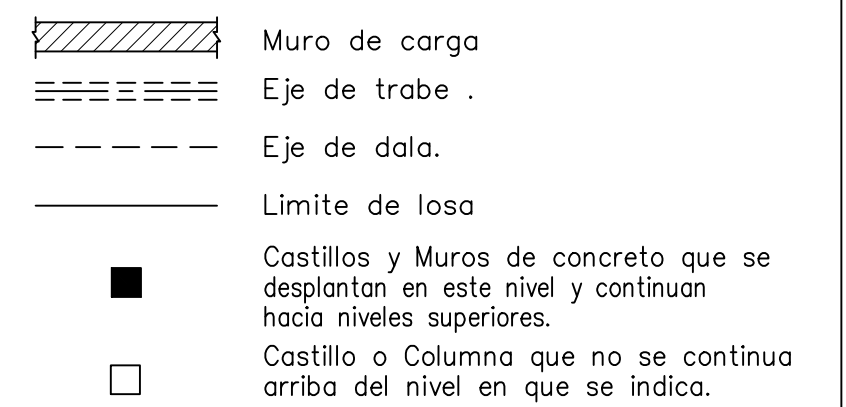 Muro de carga
Eje de trabe .
Eje de dala.
Limite de losa
Castillos y Muros de concreto que se
desplantan en este nivel y continuan
hacia niveles superiores.
Castillo o Columna que no se continua
arriba del nivel en que se indica.